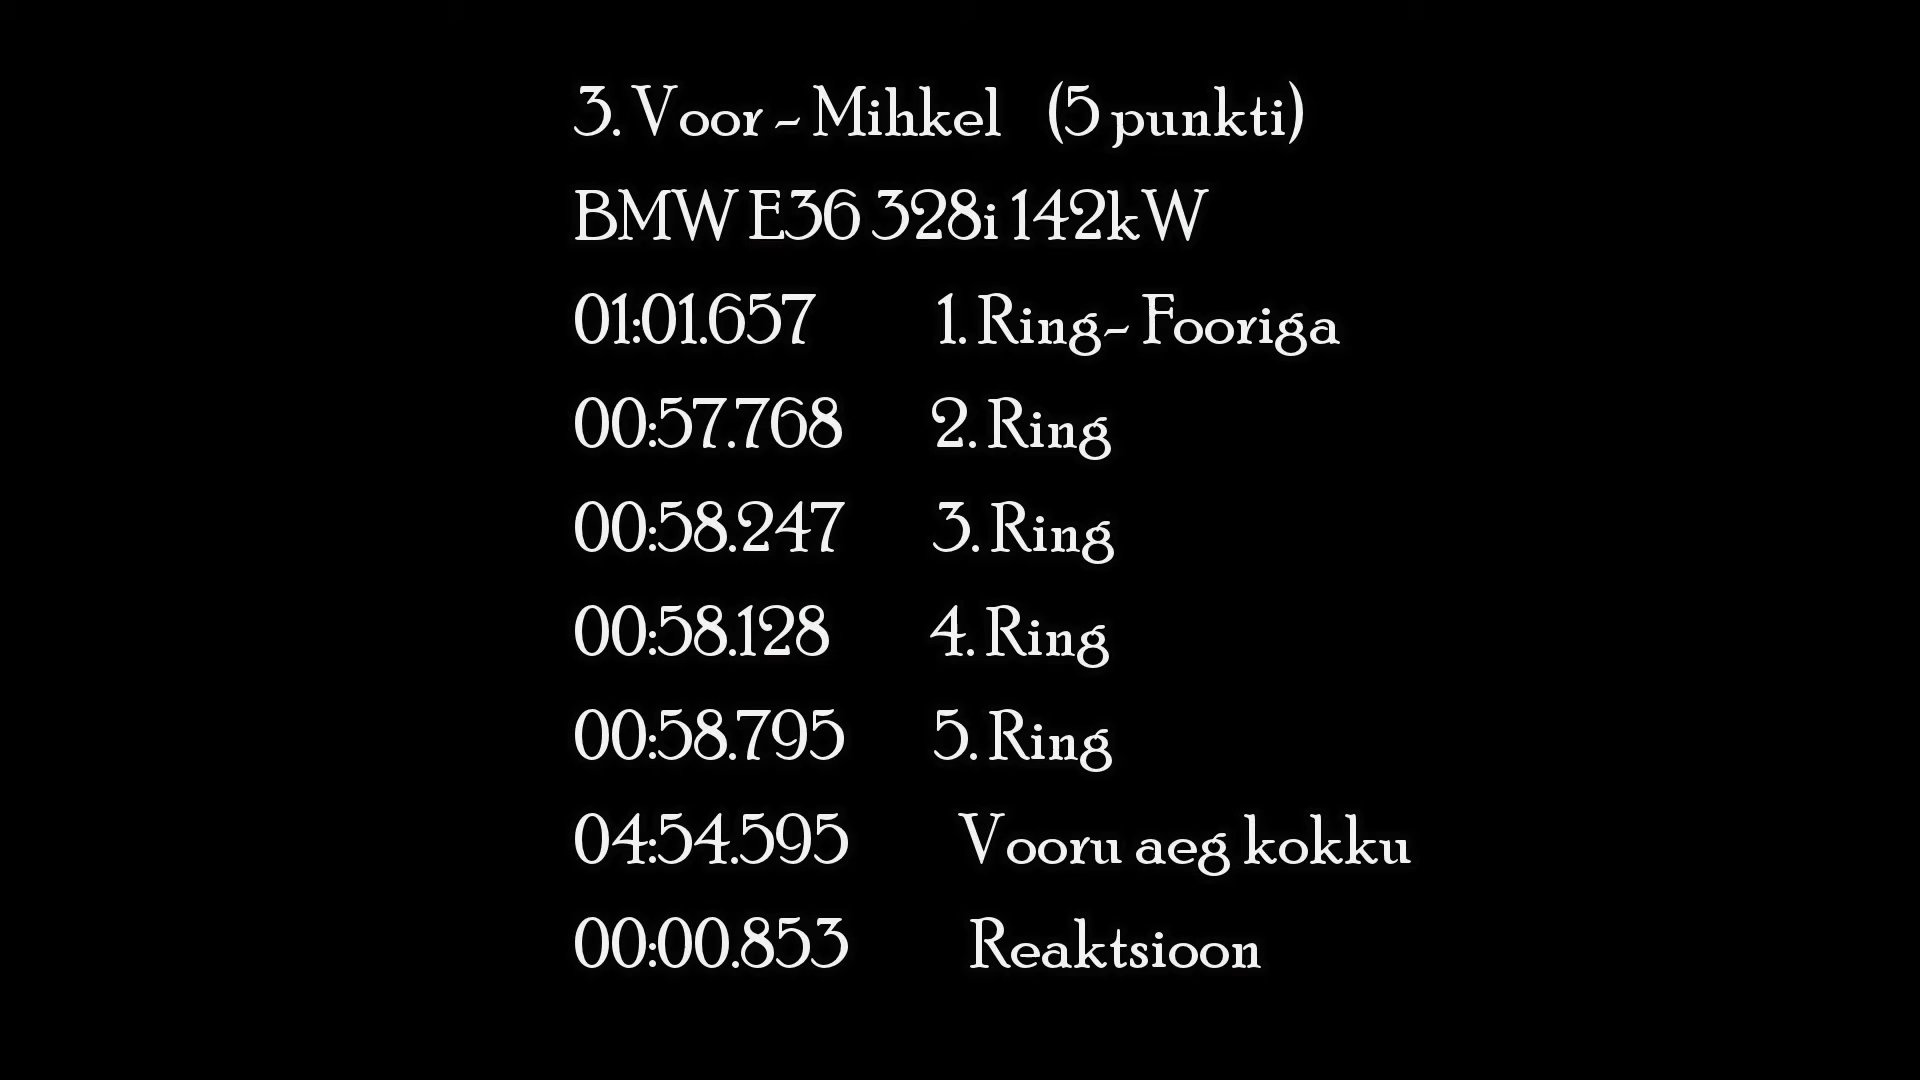 3. Voor - Mihkel (5 punkti)
BMW E36 328i 142kW
01:01.657 1. Ring- Fooriga
00:57.768 2. Ring
00:58.247 3. Ring
00:58.128 4. Ring
00:58.795 5. Ring
04:54.595 Vooru aeg kokku
00:00.853 Reaktsioon